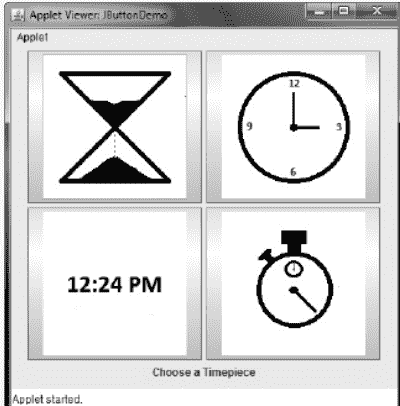 Applet Viewer: JButtonDemo
Applet
12
9
3
6
12:24 PM
Choose a Timepiece
Applet started.